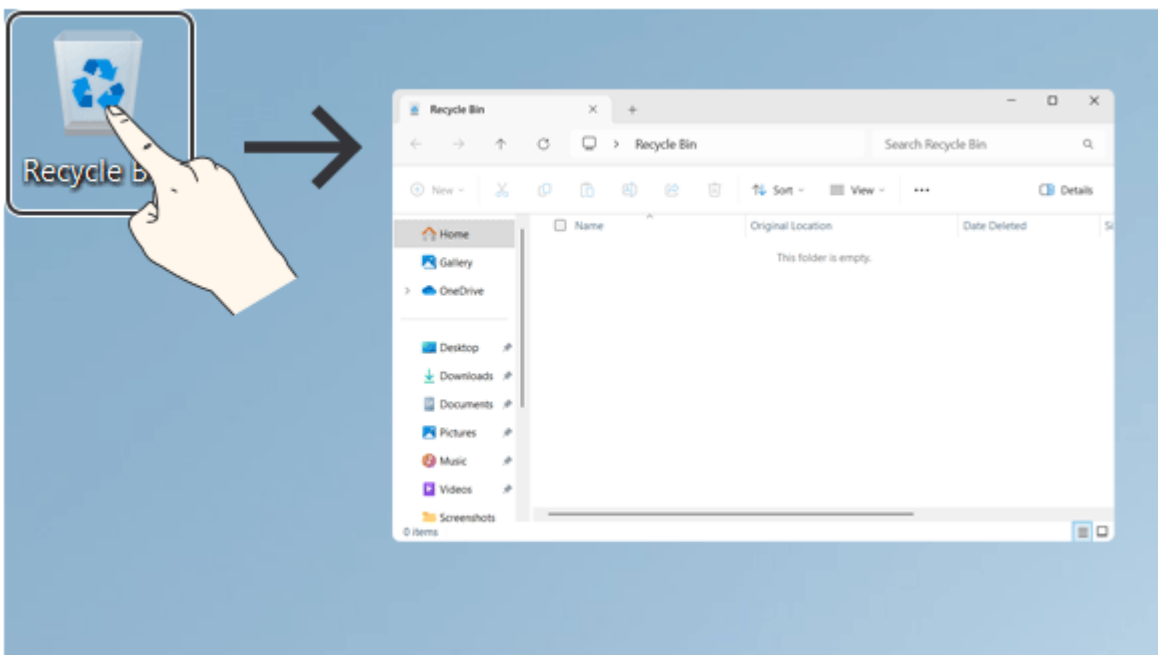 Recycle B
Recycle Bin
Recycle Bin
Search Recycle Bin
New
Sort
View
Details
Name
Original Location
Date Deleted
Si
This folder is empty.
Home
Gallery
OneDrive
Desktop
Downloads
Documents
Pictures
Music
Videos
Screenshots
0 items